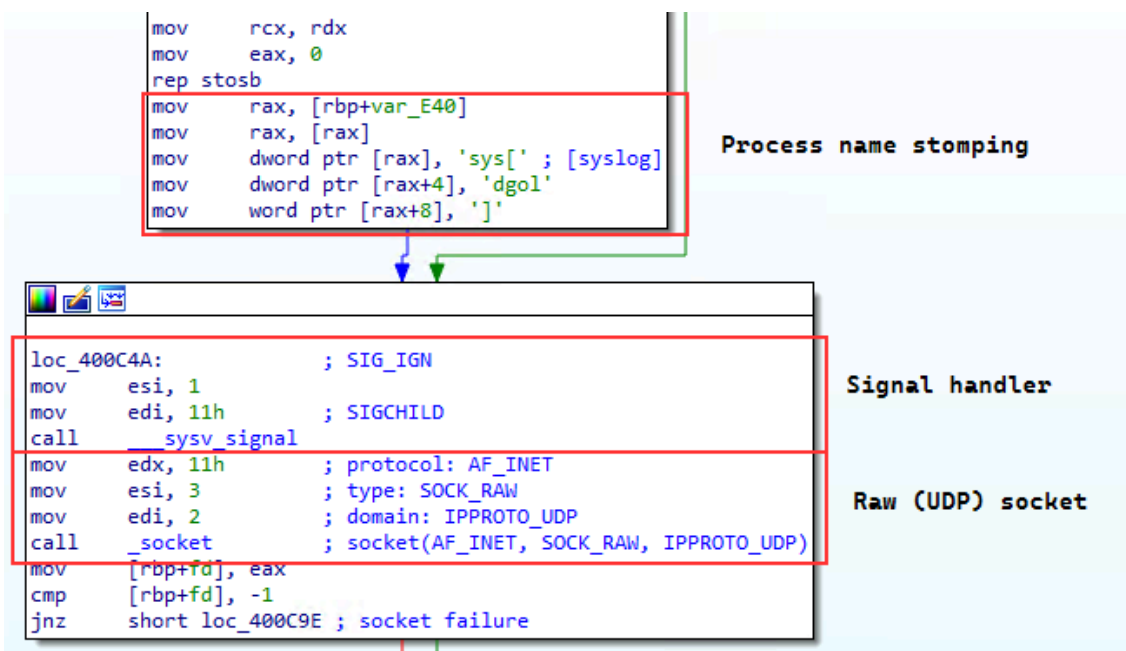 mov     rcx, rdx
mov     eax, 0
rep stosb
mov     rax, [rbp+var_E40]
mov     rax, [rax]
mov     dword ptr [rax], 'sys[' ; [syslog]
mov     dword ptr [rax+4], 'dgol'
mov     word ptr [rax+8], ']'
Process name stomping
loc_400C4A:             ; SIG_IGN
mov     esi, 1
mov     edi, 11h        ; SIGCHILD
call    ___sysv_signal
Signal handler
mov     edx, 11h        ; protocol: AF_INET
mov     esi, 3          ; type: SOCK_RAW
mov     edi, 2          ; domain: IPPROTO_UDP
call    _socket         ; socket(AF_INET, SOCK_RAW, IPPROTO_UDP)
Raw (UDP) socket
mov     [rbp+fd], eax
cmp     [rbp+fd], -1
jnz     short loc_400C9E ; socket failure